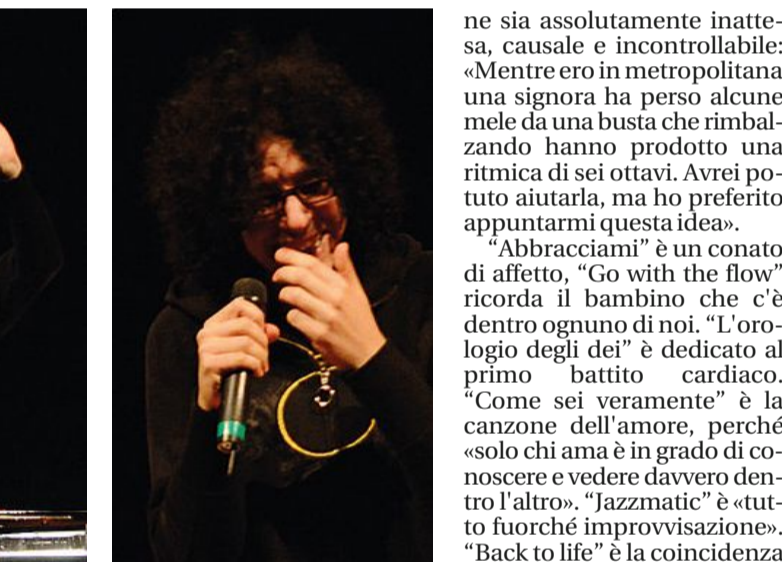 ne sia assolutamente inatte-
sa, causale e incontrollabile:
«Mentre ero in metropolitana
una signora ha perso alcune
mele da una busta che rimbal-
zando hanno prodotto una
ritmica di sei ottavi. Avrei po-
tuto aiutarla, ma ho preferito
appuntarmi questa idea».
“Abbracciami” è un conato
di affetto, “Go with the flow”
ricorda il bambino che c'è
dentro ognuno di noi. “L'oro-
logio degli dei” è dedicato al
primo battito cardiaco.
“Come sei veramente” è la
canzone dell'amore, perché
«solo chi ama è in grado di co-
noscere e vedere davvero den-
tro l'altro». “Jazzmatic” è «tut-
to fuorché improvvisazione».
“Back to life” è la coincidenza